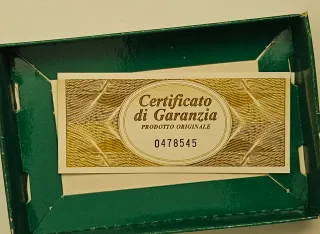 Certificato
di Garanzia
PRODOTTO ORIGINALE
0478545